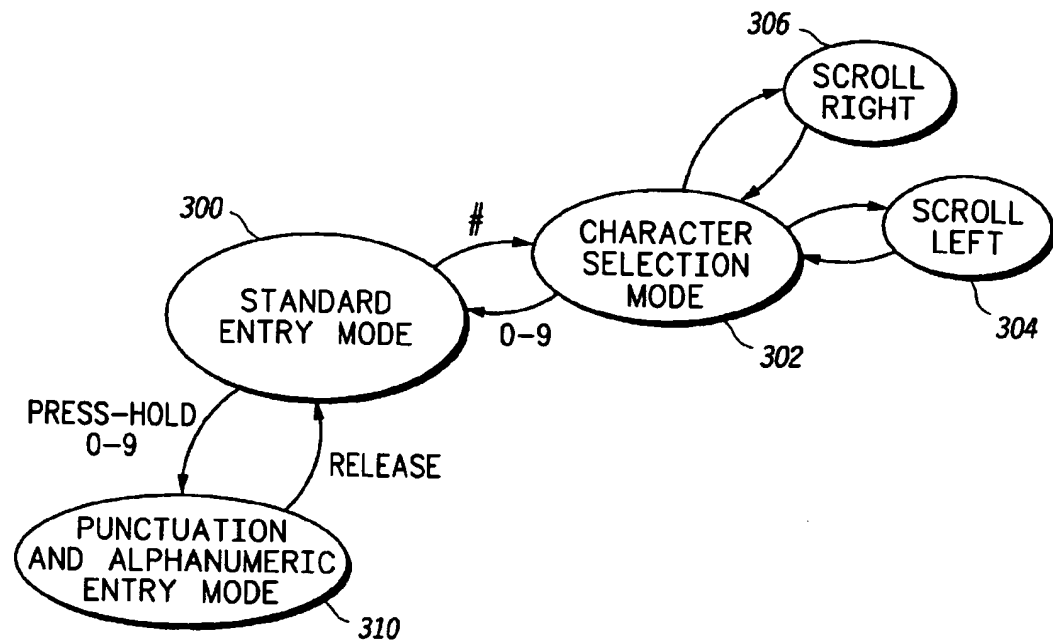 306
SCROLL
RIGHT
300
#
CHARACTER
SELECTION
MODE
SCROLL
LEFT
STANDARD
ENTRY MODE
0-9
302
304
PRESS-HOLD
0-9
RELEASE
PUNCTUATION
AND ALPHANUMERIC
ENTRY MODE
310